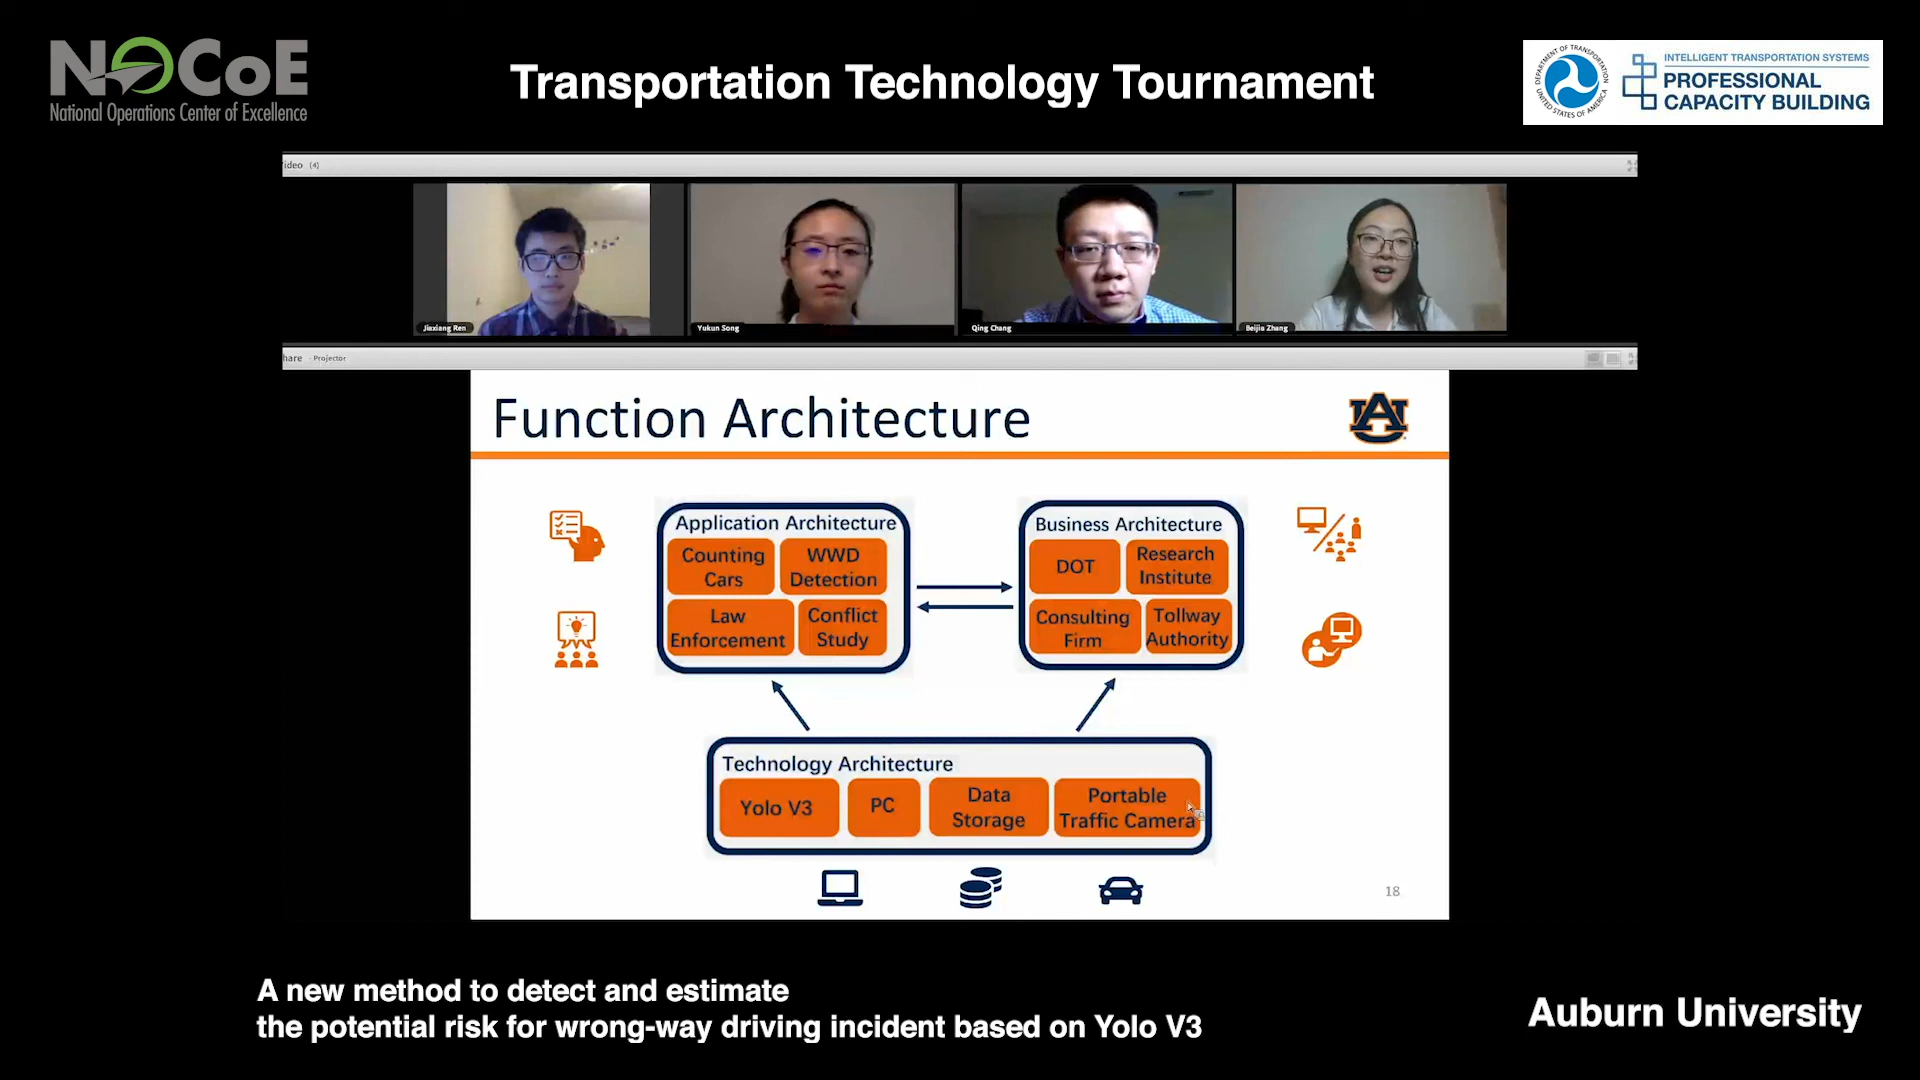 NOCoE
National Operations Center of Excellence
Transportation Technology Tournament
DEPARTMENT OF TRANSPORTATION
UNITED STATES OF AMERICA
INTELLIGENT TRANSPORTATION SYSTEMS
PROFESSIONAL
CAPACITY BUILDING
ideo (4)
Jiaxiang Ren
Yukun Song
Qing Chang
Beijia Zhang
hare - Projector
Function Architecture
AU
Application Architecture
Counting
Cars
WWD
Detection
Law
Enforcement
Conflict
Study
Business Architecture
DOT
Research
Institute
Consulting
Firm
Tollway
Authority
Technology Architecture
Yolo V3
PC
Data
Storage
Portable
Traffic Camera
18
A new method to detect and estimate
the potential risk for wrong-way driving incident based on Yolo V3
Auburn University